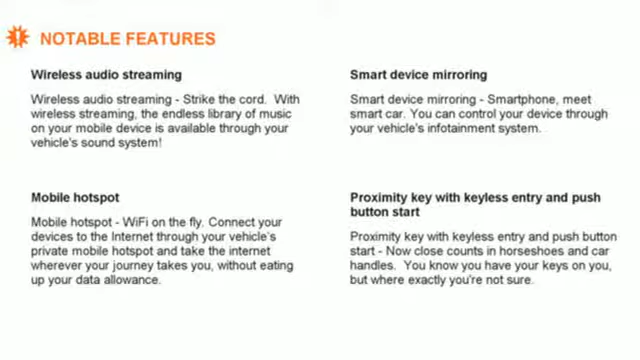 NOTABLE FEATURES
Wireless audio streaming
Wireless audio streaming - Strike the cord. With
wireless streaming, the endless library of music
on your mobile device is available through your
vehicle's sound system!
Smart device mirroring
Smart device mirroring - Smartphone, meet
smart car. You can control your device through
your vehicle's infotainment system.
Mobile hotspot
Mobile hotspot - WiFi on the fly. Connect your
devices to the Internet through your vehicle's
private mobile hotspot and take the internet
wherever your journey takes you, without eating
up your data allowance.
Proximity key with keyless entry and push
button start
Proximity key with keyless entry and push button
start - Now close counts in horseshoes and car
handles. You know you have your keys on you,
but where exactly you're not sure.